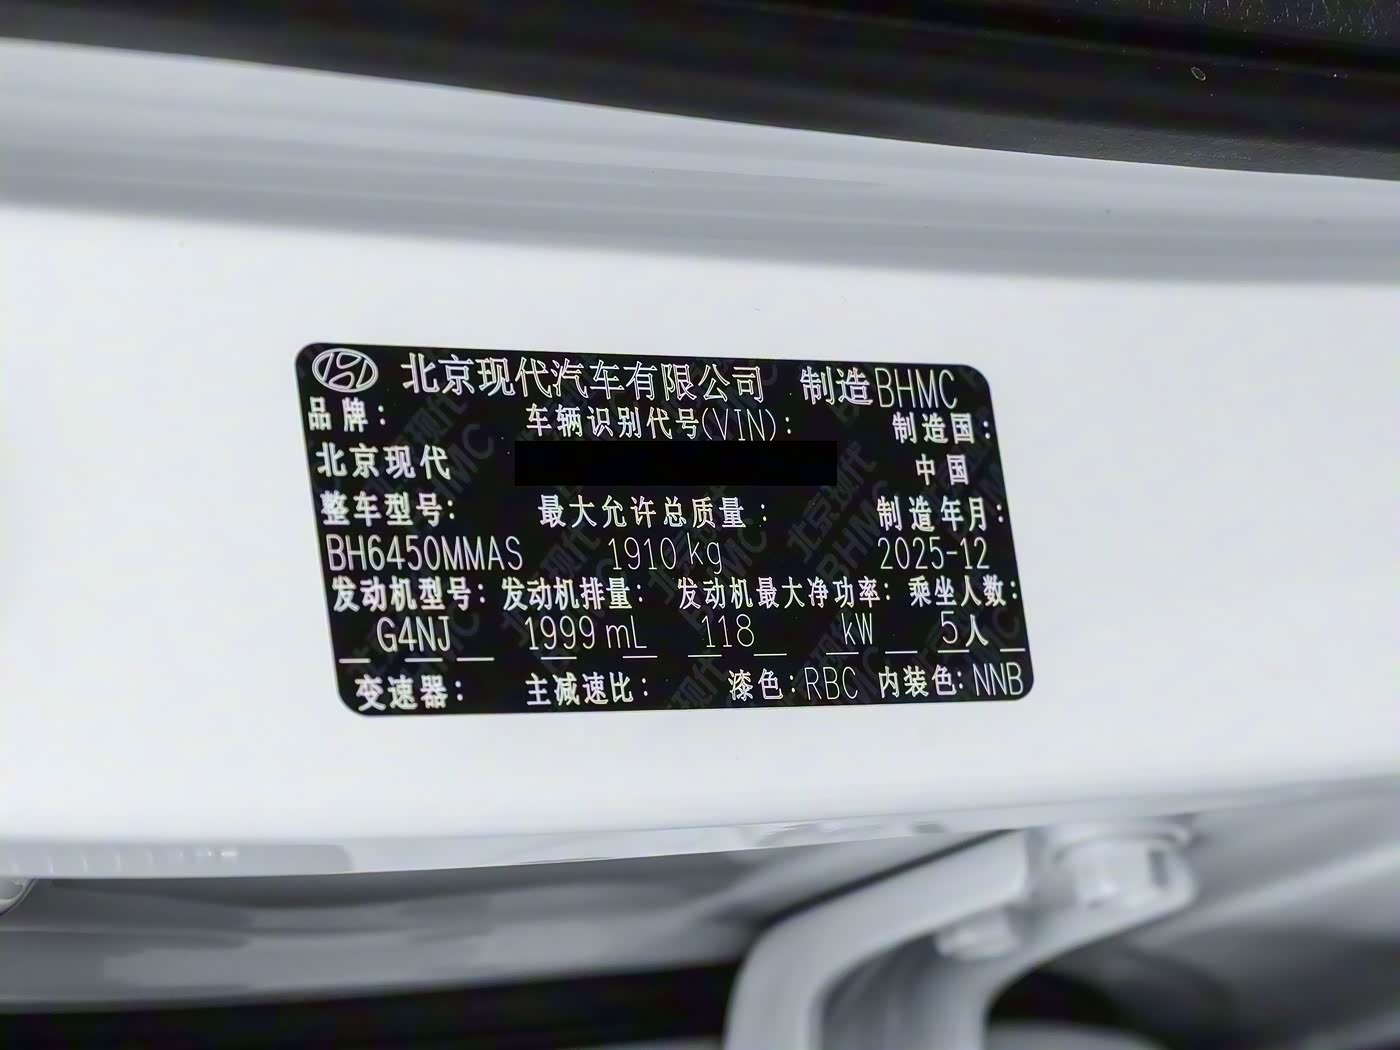 北京现代汽车有限公司 制造BHMC
品牌: 车辆识别代号(VIN): 制造国:
北京现代 中国
整车型号: 最大允许总质量: 制造年月:
BH6450MMAS 1910kg 2025-12
发动机型号: 发动机排量: 发动机最大净功率: 乘坐人数:
G4NJ 1999mL 118 kW 5人
变速器: 主减速比: 漆色:RBC 内装色:NNB